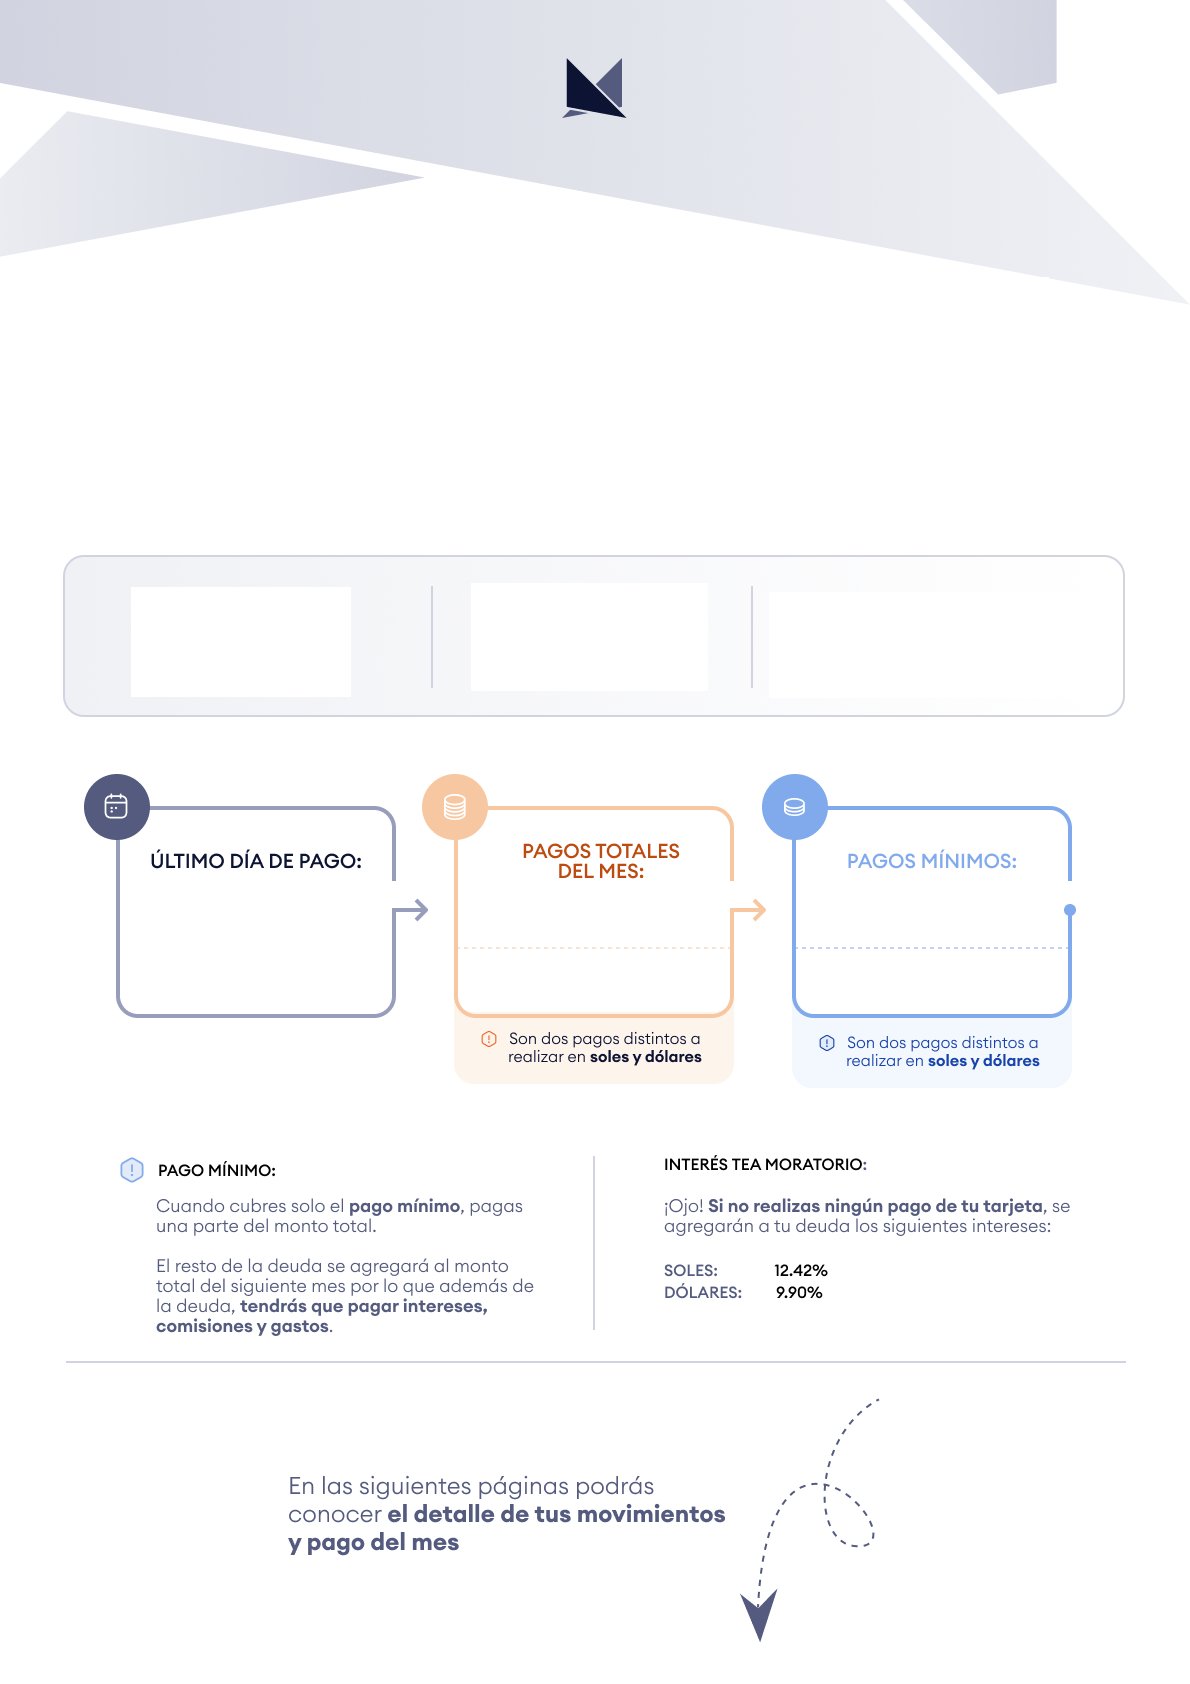 ÚLTIMO DÍA DE PAGO:
PAGOS TOTALES
DEL MES:
Son dos pagos distintos a
realizar en soles y dólares
PAGOS MÍNIMOS:
Son dos pagos distintos a
realizar en soles y dólares
PAGO MÍNIMO:
Cuando cubres solo el pago mínimo, pagas
una parte del monto total.
El resto de la deuda se agregará al monto
total del siguiente mes por lo que además de
la deuda, tendrás que pagar intereses,
comisiones y gastos.
INTERÉS TEA MORATORIO:
¡Ojo! Si no realizas ningún pago de tu tarjeta, se
agregarán a tu deuda los siguientes intereses:
SOLES: 12.42%
DÓLARES: 9.90%
En las siguientes páginas podrás
conocer el detalle de tus movimientos
y pago del mes